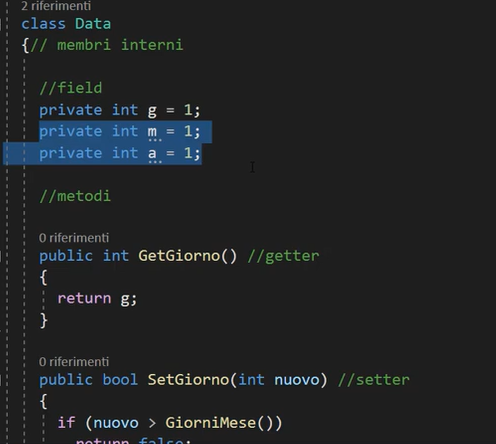 2 riferimenti
class Data
{// membri interni
//field
private int g = 1;
private int m = 1;
private int a = 1;
//metodi
0 riferimenti
public int GetGiorno() //getter
{
return g;
}
0 riferimenti
public bool SetGiorno(int nuovo) //setter
{
if (nuovo > GiorniMese())
return false;